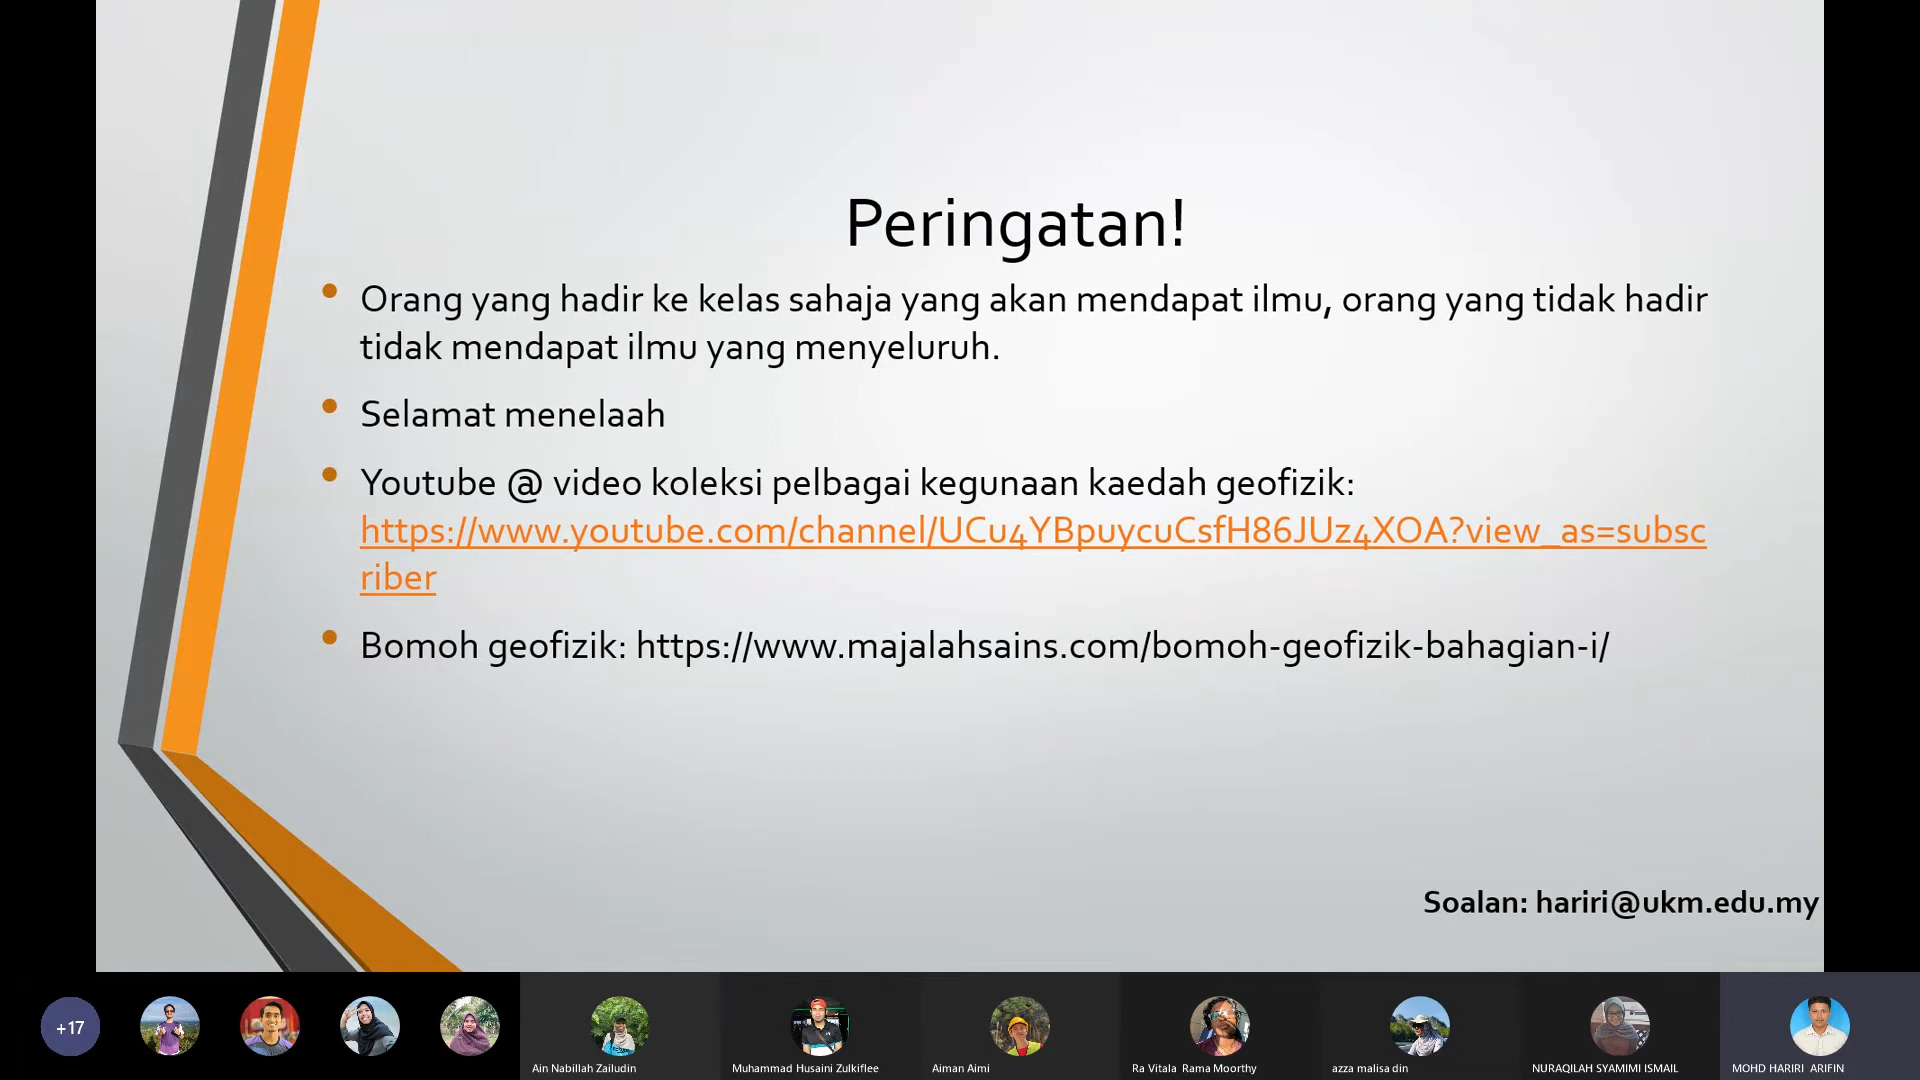 Peringatan!
Orang yang hadir ke kelas sahaja yang akan mendapat ilmu, orang yang tidak hadir
tidak mendapat ilmu yang menyeluruh.
Selamat menelaah
Youtube @ video koleksi pelbagai kegunaan kaedah geofizik:
https://www.youtube.com/channel/UCu4YBpuycuCsfH86JUz4XOA?view_as=subsc
riber
Bomoh geofizik: https://www.majalahsains.com/bomoh-geofizik-bahagian-i/
Soalan: hariri@ukm.edu.my
+17
Ain Nabillah Zailudin
Muhammad Husaini Zulkiflee
Aiman Aimi
Ra Vitala Rama Moorthy
azza malisa din
NURAQILAH SYAMIMI ISMAIL
MOHD HARIRI ARIFIN